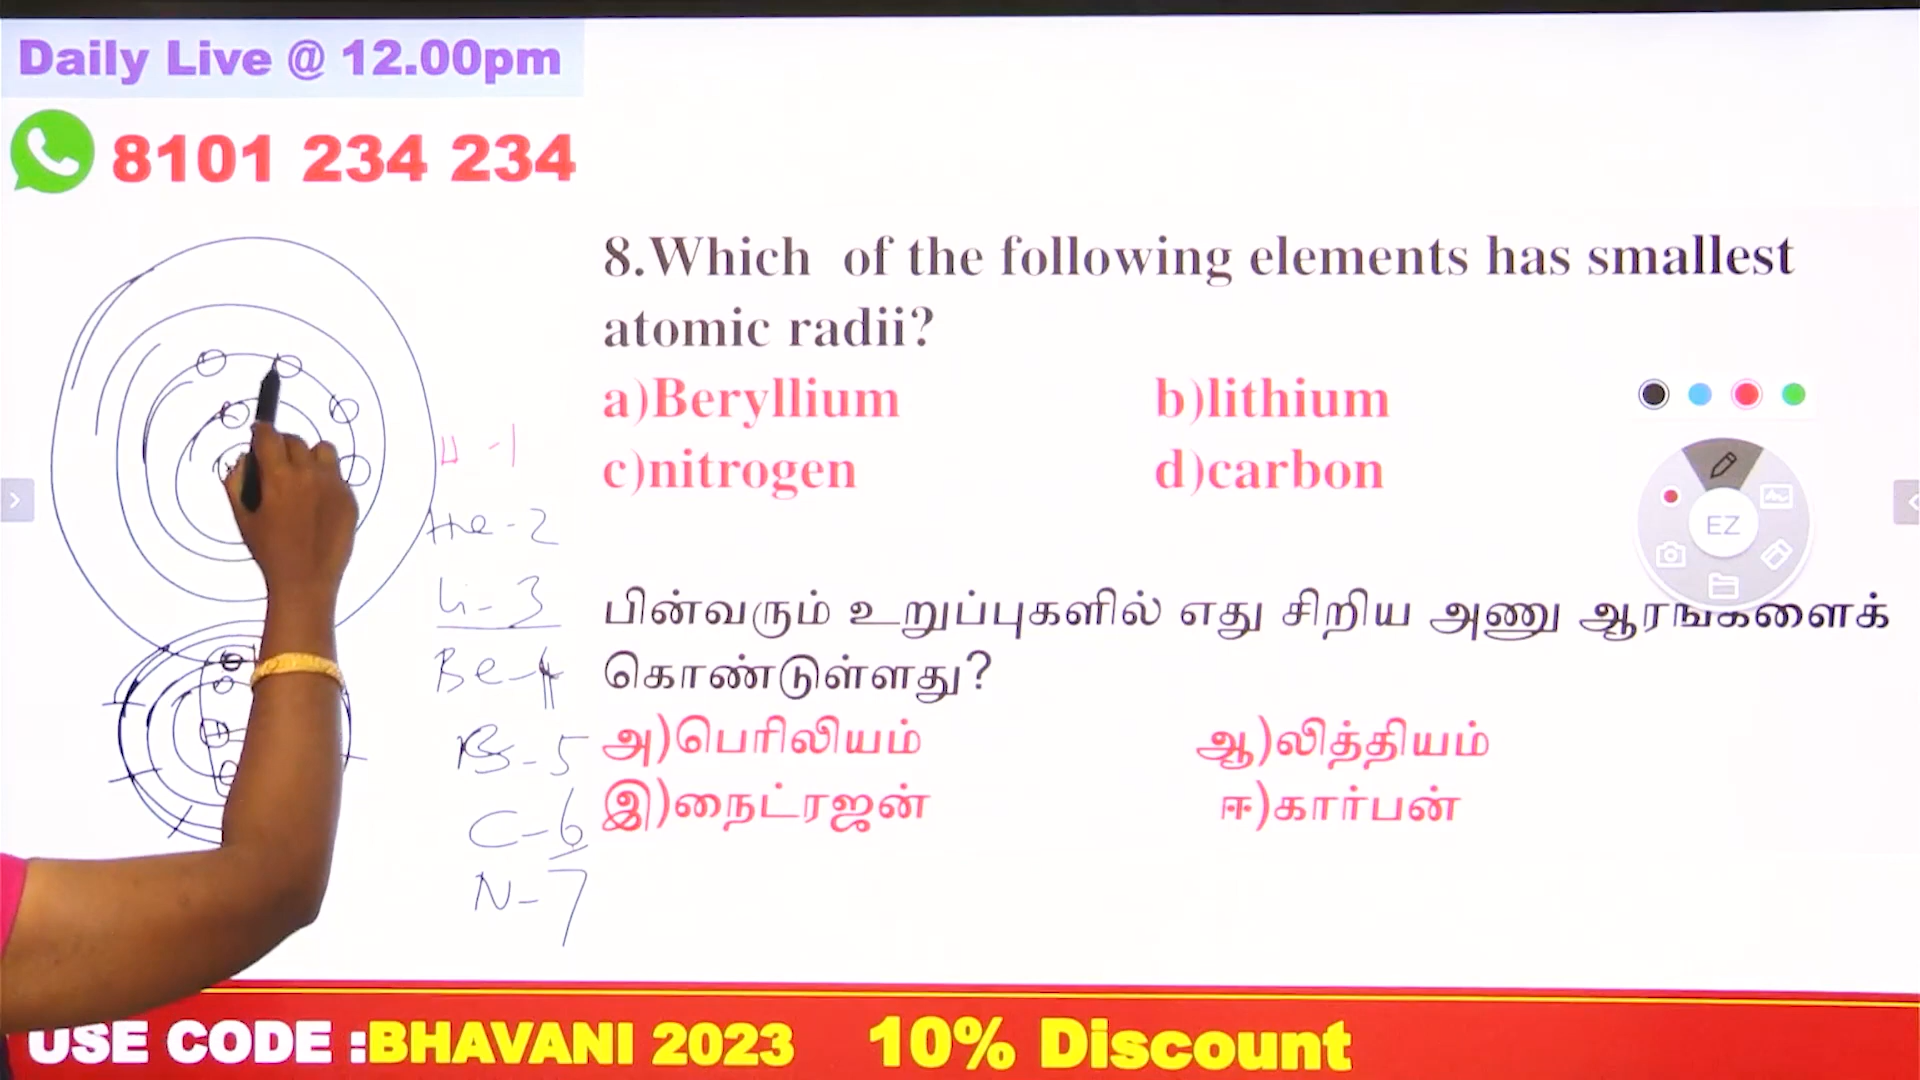 Daily Live @ 12.00pm
8101 234 234
8.Which of the following elements has smallest
atomic radii?
a)Beryllium b)lithium
c)nitrogen d)carbon
EZ
பின்வரும் உறுப்புகளில் எது சிறிய அணு ஆரங்களைக்
கொண்டுள்ளது?
அ)பெரிலியம் ஆ)லித்தியம்
இ)நைட்ரஜன் ஈ)கார்பன்
H -1
He-2
Li-3
Be-4
-5
C-6
N-7
USE CODE :BHAVANI 2023 10% Discount